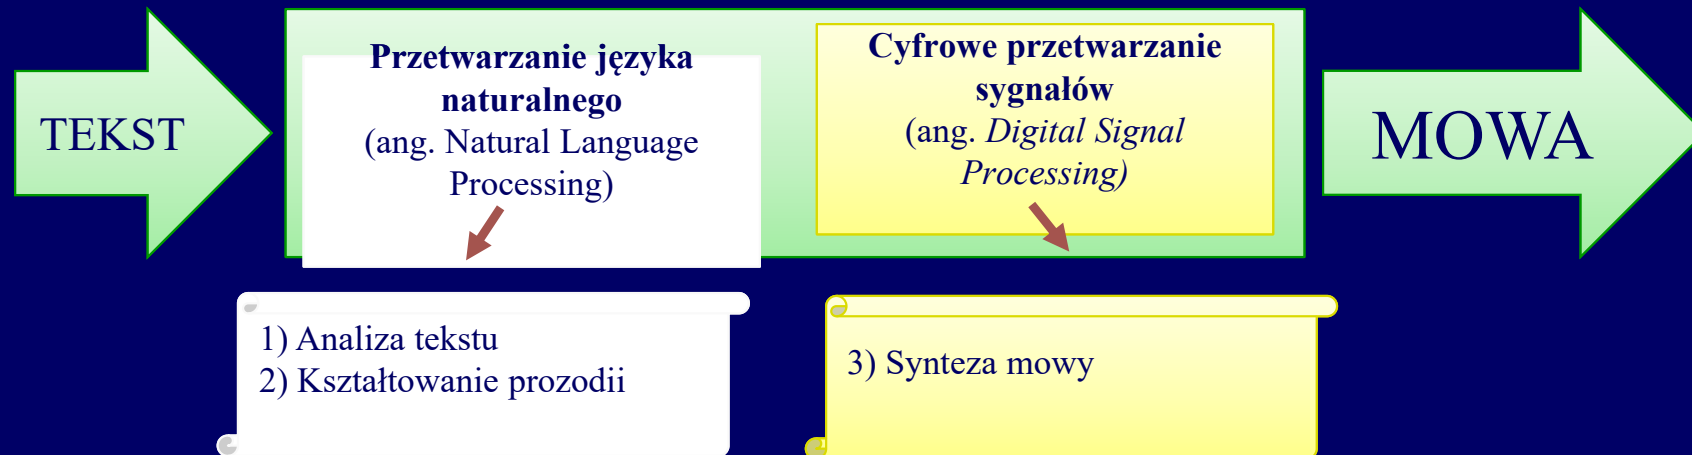 TEKST
Przetwarzanie języka
naturalnego
(ang. Natural Language
Processing)
Cyfrowe przetwarzanie
sygnałów
(ang. Digital Signal
Processing)
MOWA
1) Analiza tekstu
2) Kształtowanie prozodii
3) Synteza mowy